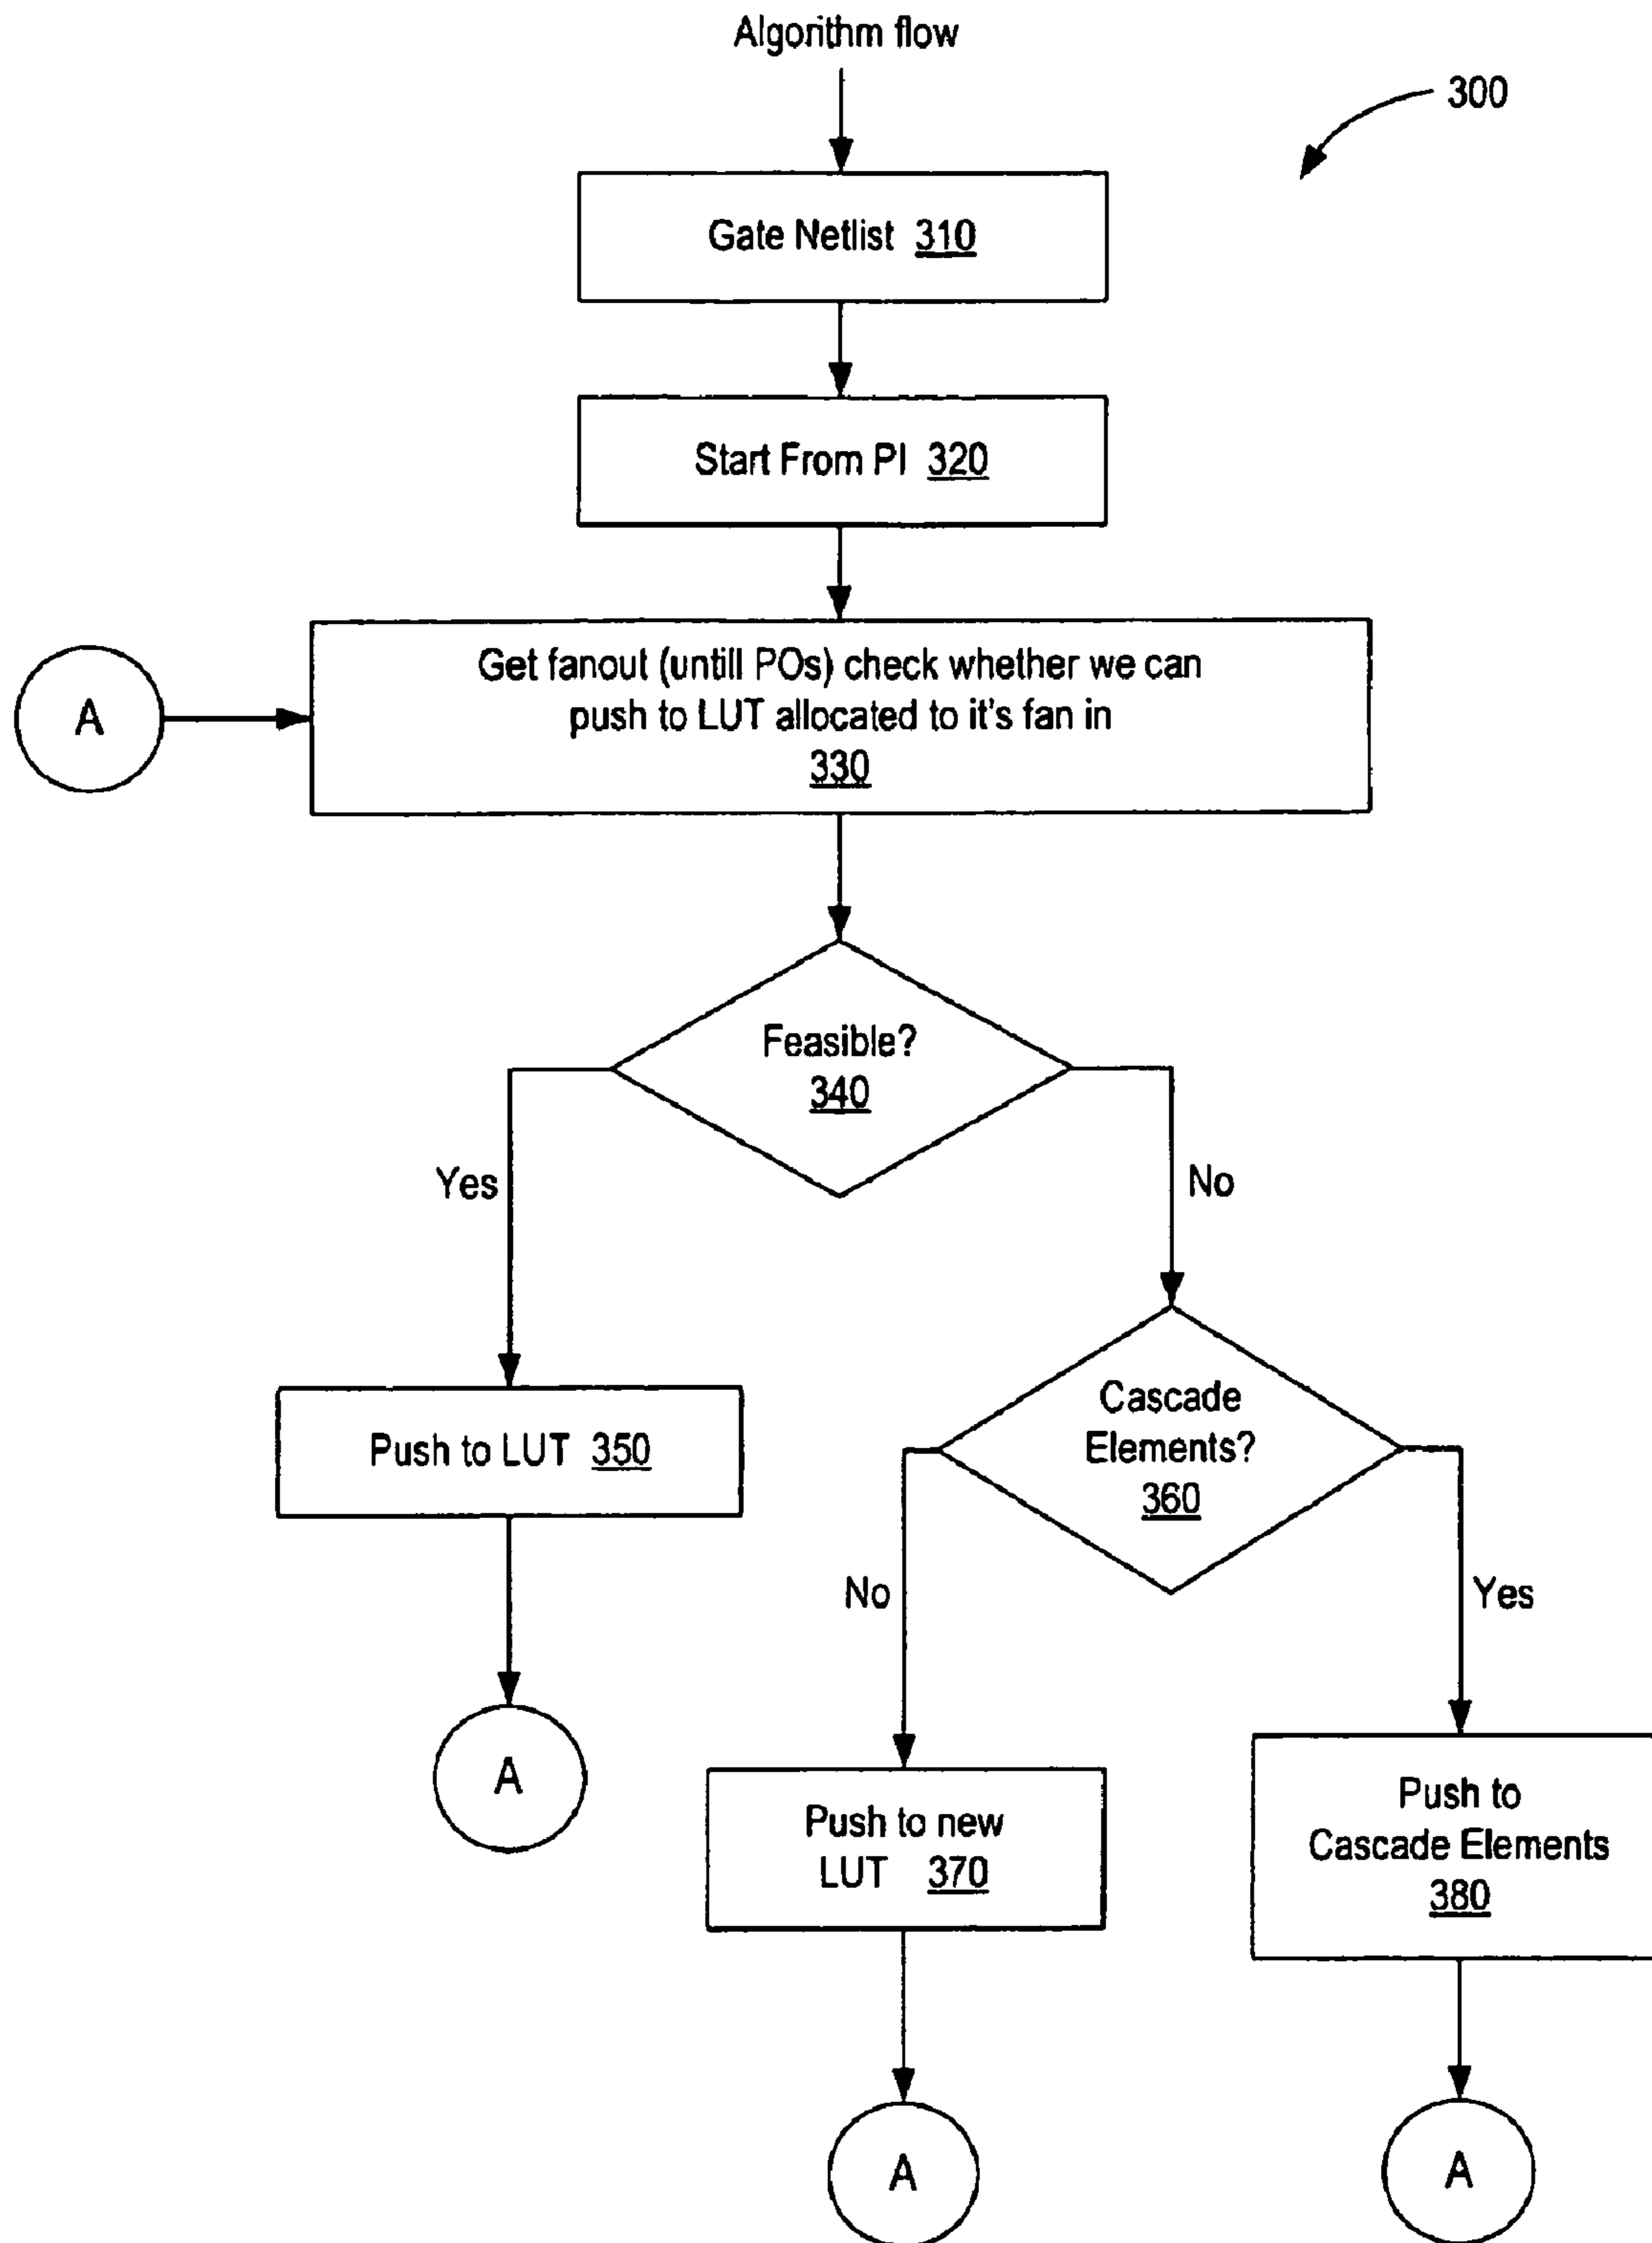 Algorithm flow
300
Gate Netlist 310
Start From PI 320
A
Get fanout (untill POs) check whether we can
push to LUT allocated to it's fan in
330
Feasible?
340
Yes
No
Push to LUT 350
Cascade
Elements?
360
No
Yes
A
Push to new
LUT 370
Push to
Cascade Elements
380
A
A